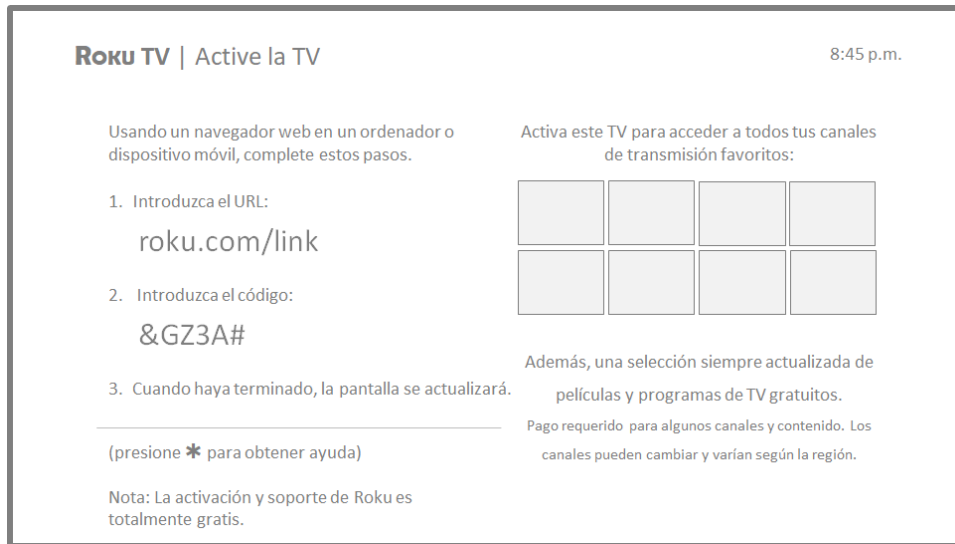 ROKU TV | Active la TV
8:45 p.m.
Usando un navegador web en un ordenador o
dispositivo móvil, complete estos pasos.
1. Introduzca el URL:
roku.com/link
2. Introduzca el código:
&GZ3A#
3. Cuando haya terminado, la pantalla se actualizará.
(presione * para obtener ayuda)
Nota: La activación y soporte de Roku es
totalmente gratis.
Activa este TV para acceder a todos tus canales
de transmisión favoritos:
Además, una selección siempre actualizada de
películas y programas de TV gratuitos.
Pago requerido para algunos canales y contenido. Los
canales pueden cambiar y varían según la región.